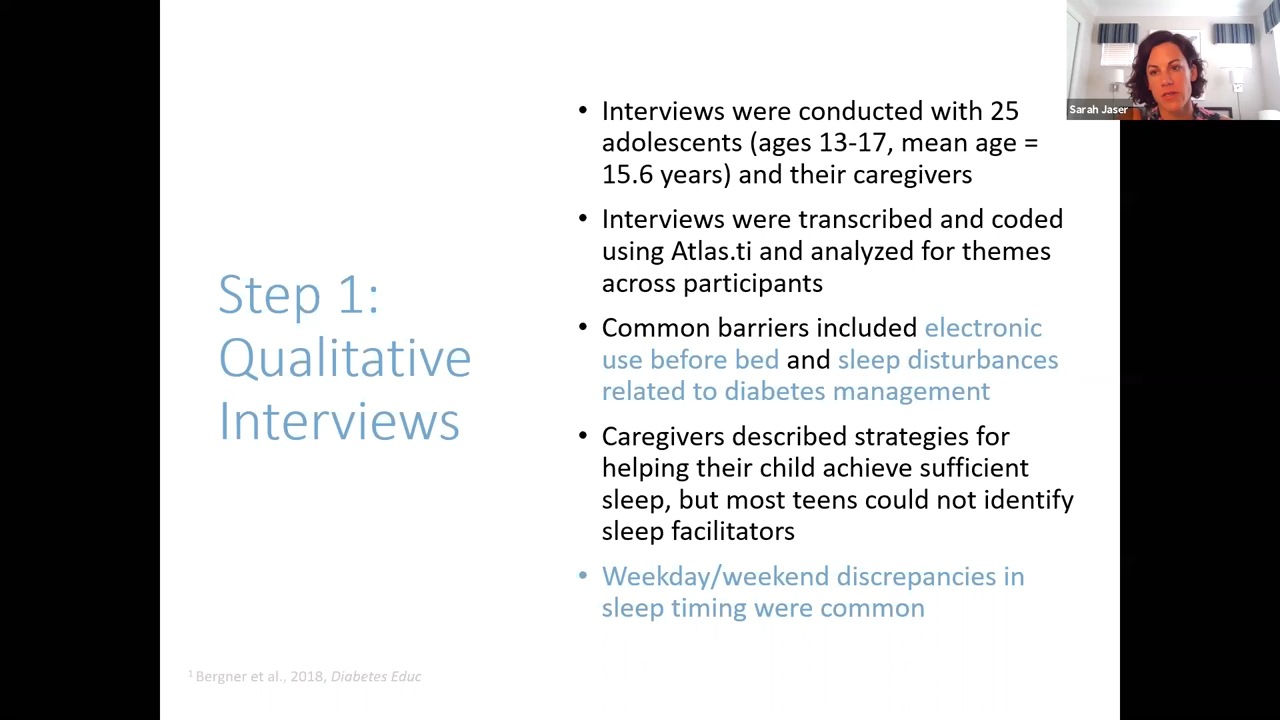 Sarah Jaser
Step 1:
Qualitative
Interviews
• Interviews were conducted with 25
adolescents (ages 13-17, mean age =
15.6 years) and their caregivers
• Interviews were transcribed and coded
using Atlas.ti and analyzed for themes
across participants
• Common barriers included electronic
use before bed and sleep disturbances
related to diabetes management
• Caregivers described strategies for
helping their child achieve sufficient
sleep, but most teens could not identify
sleep facilitators
• Weekday/weekend discrepancies in
sleep timing were common
¹ Bergner et al., 2018, Diabetes Educ